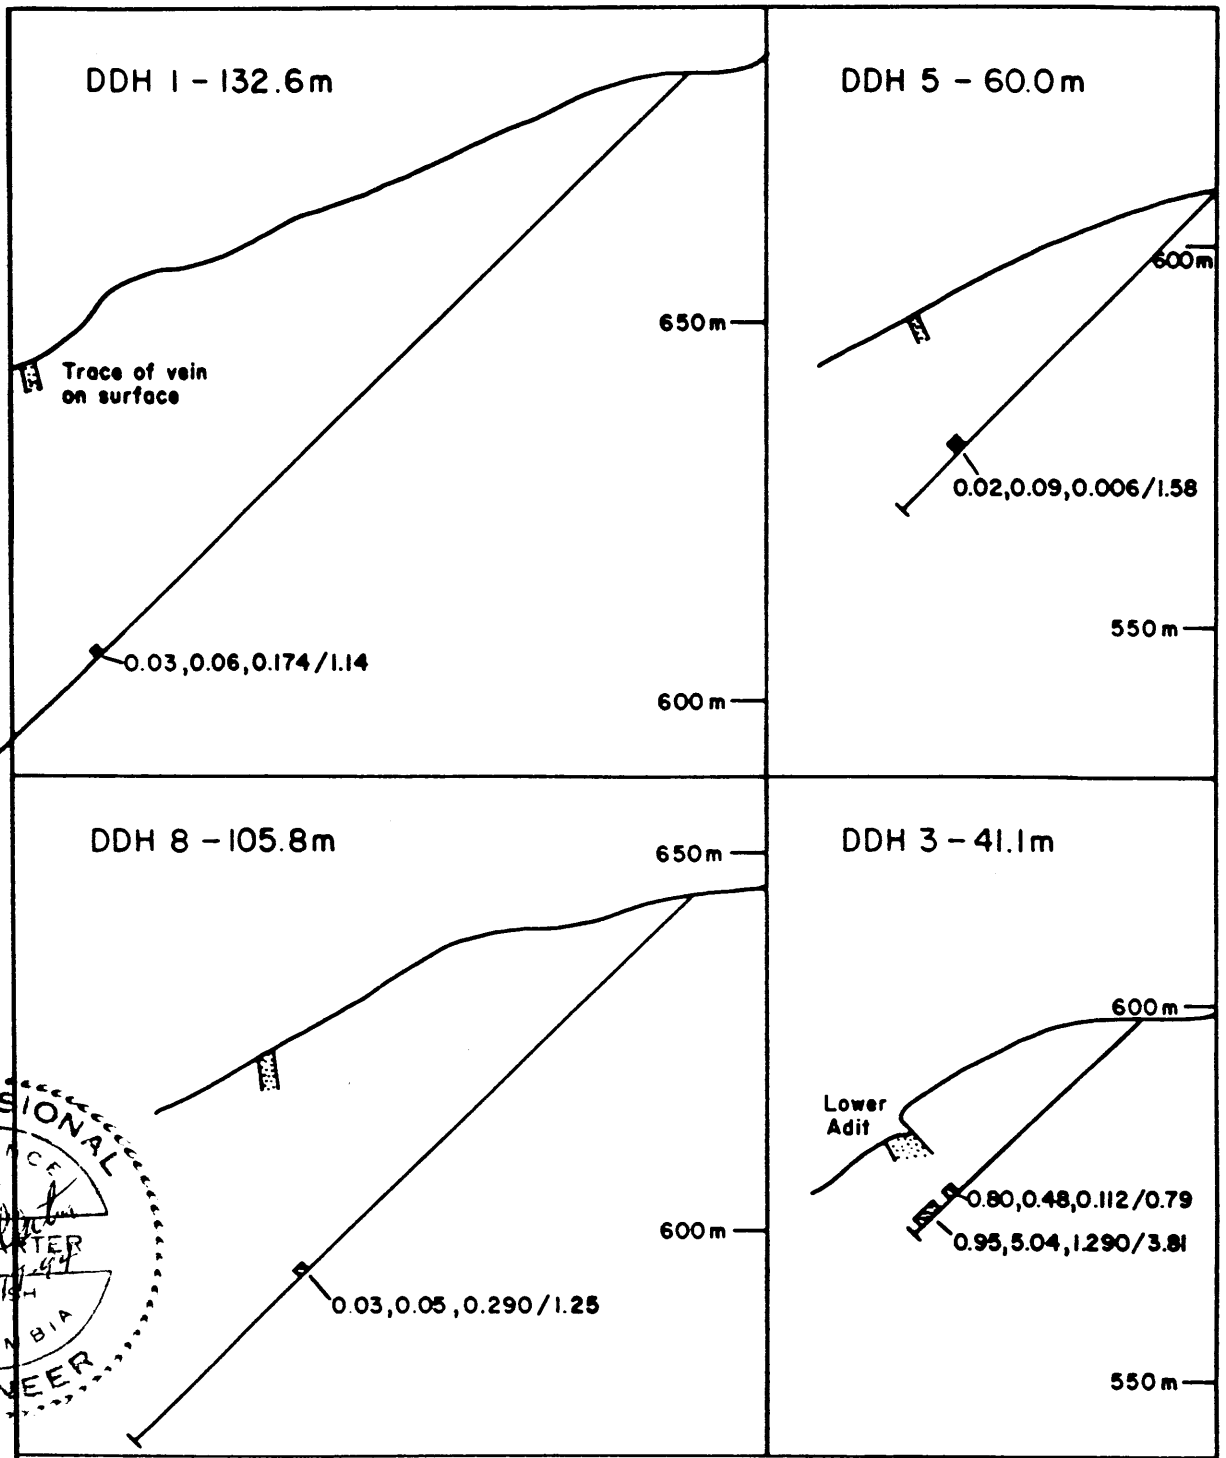 DDH 1 - 132.6m
650m
Trace of vein
on surface
0.03,0.06,0.174/1.14
600m
DDH 5 - 60.0m
600m
0.02,0.09,0.006/1.58
550m
DDH 8 - 105.8m
650m
600m
0.03,0.05,0.290/1.25
DDH 3 - 41.1m
600m
Lower
Adit
0.80,0.48,0.112/0.79
0.95,5.04,1.290/3.81
550m
SIONAL
NCE
TER
SH
MBIA
NEER